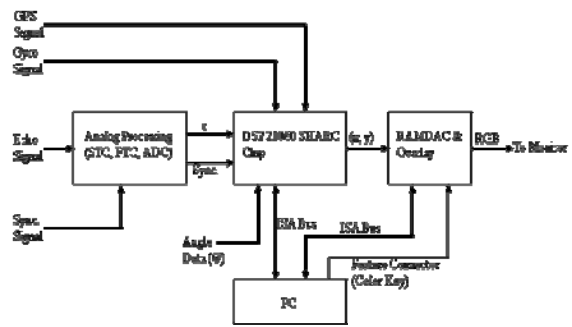 GPS
Signal
Gyro
Signal
Echo
Signal
Analog Processing
(STC, FTC, ADC)
r
Sync.
DSP21060 SHARC
Chip
(x, y)
RAMDAC &
Overlay
RGB
To Monitor
Sync.
Signal
Angle
Data (Ψ)
ISA Bus
ISA Bus
Feature Connector
(Color Key)
PC